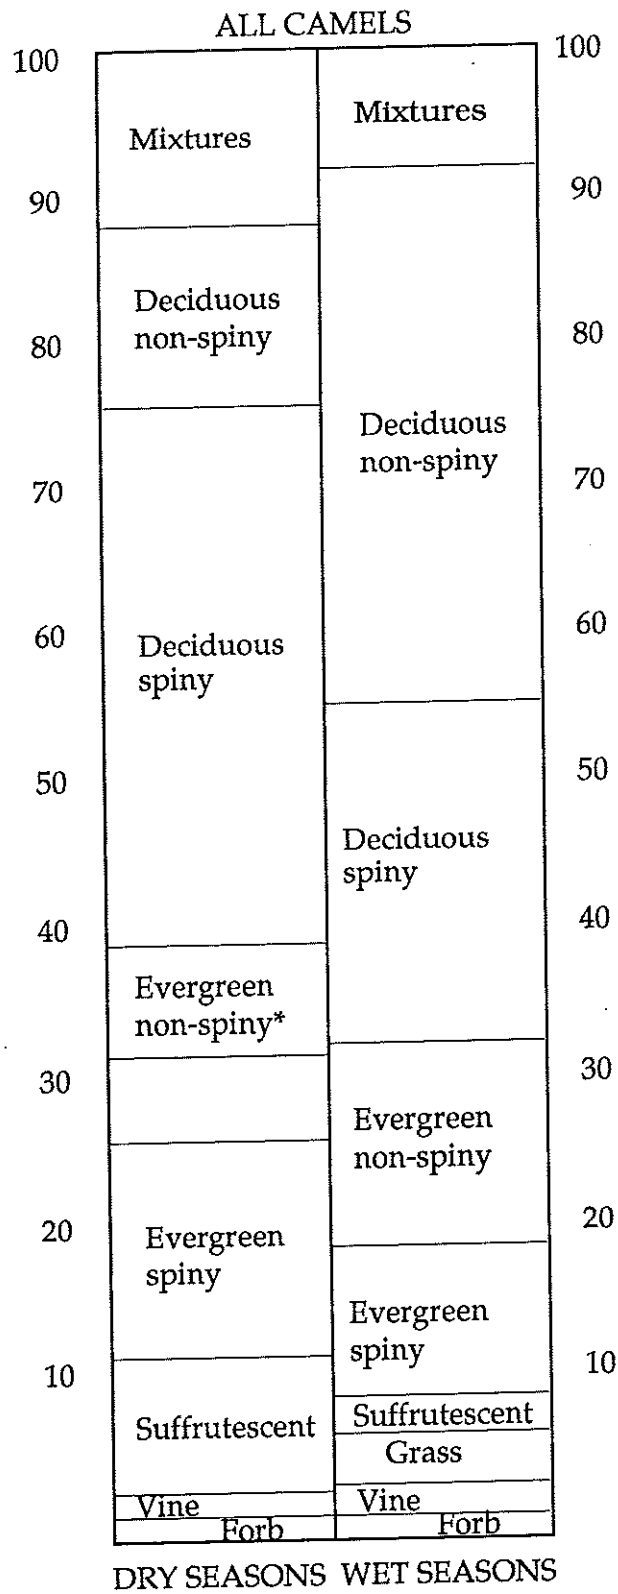 ALL CAMELS
100
90
80
70
60
50
40
30
20
10
Mixtures
Deciduous
non-spiny
Deciduous
spiny
Evergreen
non-spiny*
Evergreen
spiny
Suffrutescent
Vine
Forb
DRY SEASONS
Mixtures
Deciduous
non-spiny
Deciduous
spiny
Evergreen
non-spiny
Evergreen
spiny
Suffrutescent
Grass
Vine
Forb
WET SEASONS
100
90
80
70
60
50
40
30
20
10